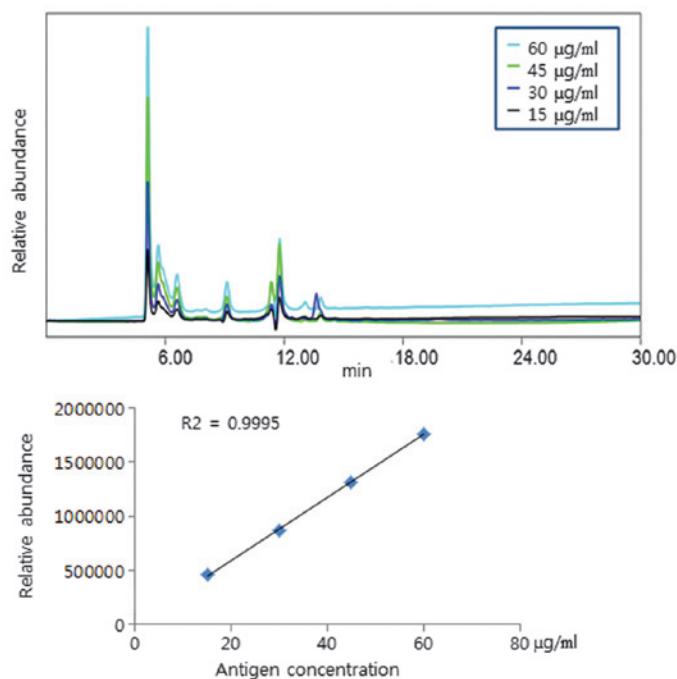 Relative abundance
60 μg/ml
45 μg/ml
30 μg/ml
15 μg/ml
6.00
12.00
18.00
24.00
30.00
min
Relative abundance
2000000
1500000
1000000
500000
0
R2 = 0.9995
0
20
40
60
80
μg/ml
Antigen concentration